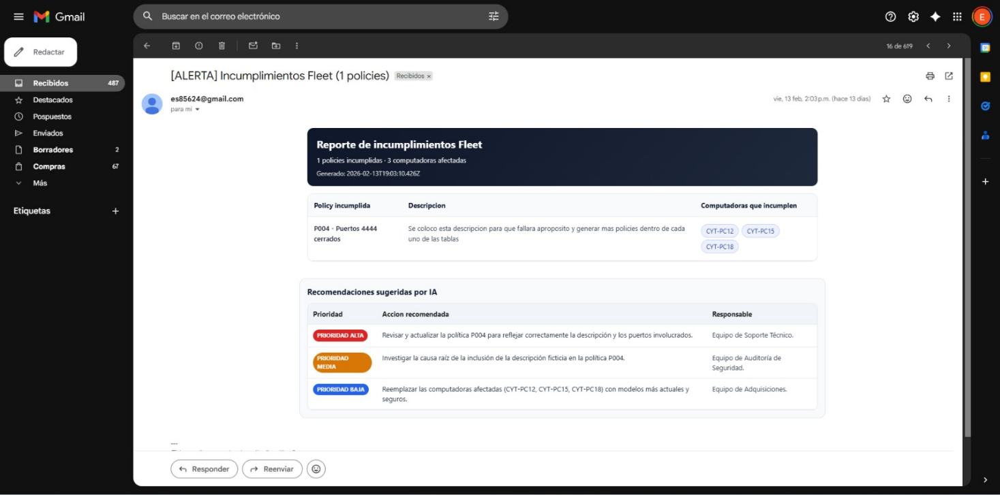 Gmail
Buscar en el correo electrónico
E
Redactar
16 de 619
31
Recibidos 487
Destacados
Pospuestos
Enviados
Borradores 2
Compras 67
Más
Etiquetas
[ALERTA] Incumplimientos Fleet (1 policies) Recibidos x
es85624@gmail.com
para mí
vie, 13 feb, 2:03 p.m. (hace 13 días)
Reporte de incumplimientos Fleet
1 policies incumplidas · 3 computadoras afectadas
Generado: 2026-02-13T19:03:10.426Z
Policy incumplida Descripcion Computadoras que incumplen
P004 - Puertos 4444
cerrados
Se coloco esta descripcion para que fallara aproposito y generar mas policies dentro de cada
uno de las tablas
CYT-PC12 CYT-PC15
CYT-PC18
Recomendaciones sugeridas por IA
Prioridad Accion recomendada Responsable
PRIORIDAD ALTA Revisar y actualizar la política P004 para reflejar correctamente la descripción y los puertos involucrados. Equipo de Soporte Técnico.
PRIORIDAD
MEDIA
Investigar la causa raíz de la inclusión de la descripción ficticia en la política P004.
Equipo de Auditoría de
Seguridad.
PRIORIDAD BAJA
Reemplazar las computadoras afectadas (CYT-PC12, CYT-PC15, CYT-PC18) con modelos más actuales y
seguros.
Equipo de Adquisiciones.
---
Responder Reenviar